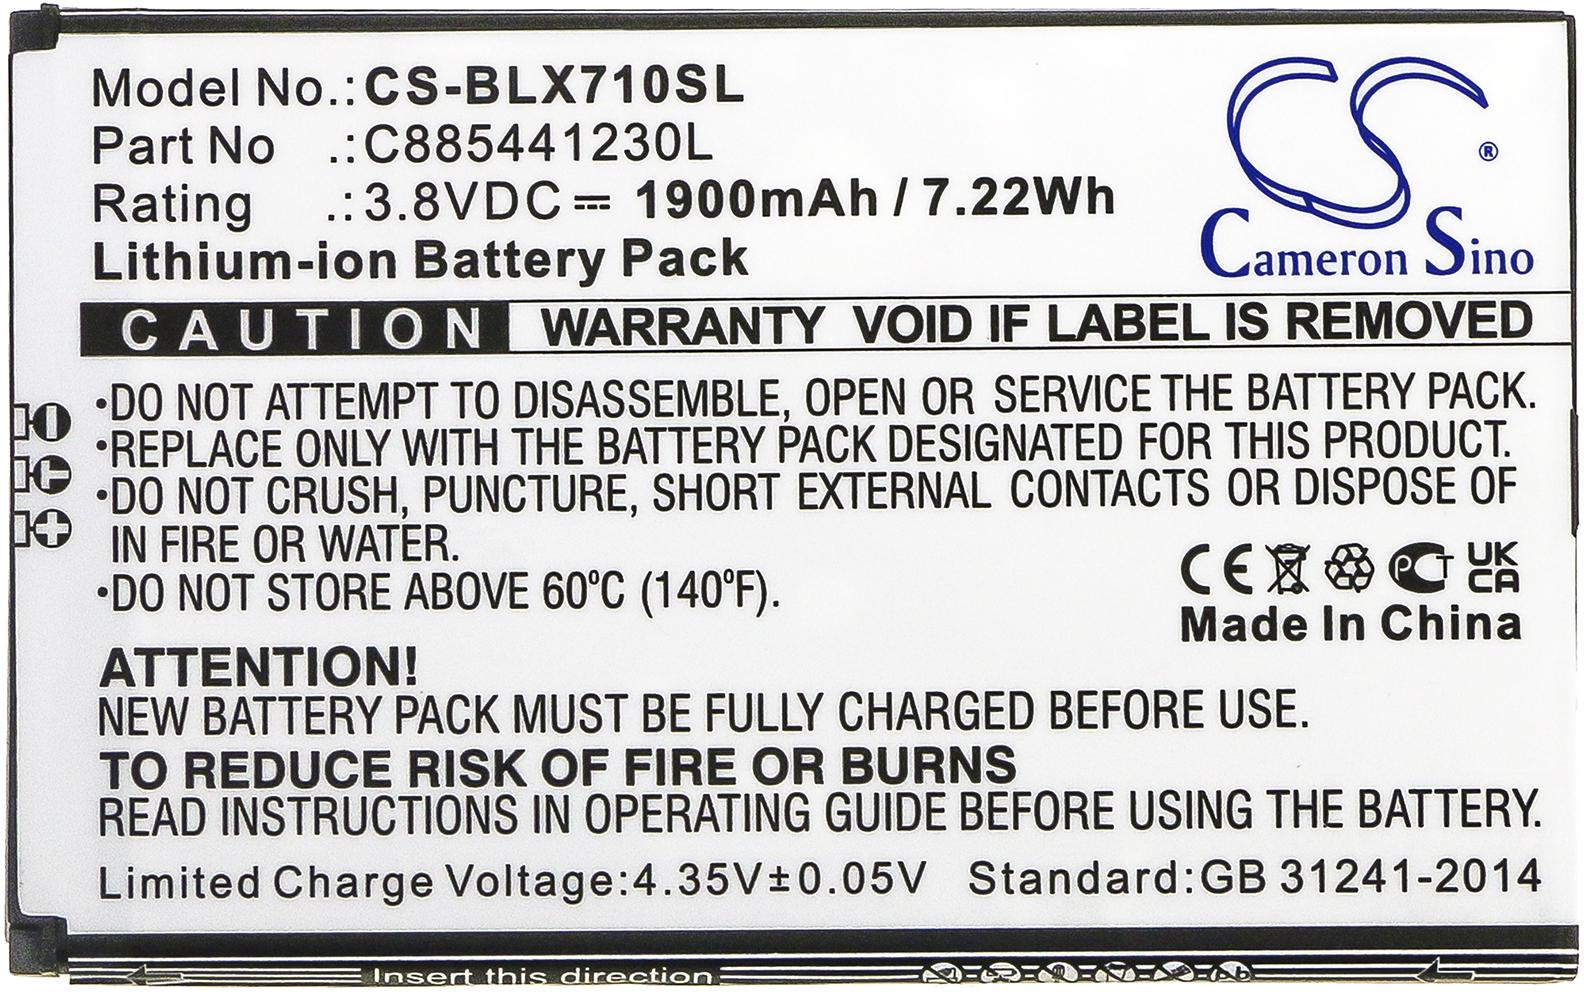 Model No.:CS-BLX710SL
Part No .:C885441230L
Rating .:3.8VDC⎓ 1900mAh / 7.22Wh
Lithium-ion Battery Pack
CS®
Cameron Sino
CAUTION WARRANTY VOID IF LABEL IS REMOVED
•DO NOT ATTEMPT TO DISASSEMBLE, OPEN OR SERVICE THE BATTERY PACK.
•REPLACE ONLY WITH THE BATTERY PACK DESIGNATED FOR THIS PRODUCT.
•DO NOT CRUSH, PUNCTURE, SHORT EXTERNAL CONTACTS OR DISPOSE OF
IN FIRE OR WATER.
•DO NOT STORE ABOVE 60ºC (140ºF).
CE PCT UK
CA
Made In China
ATTENTION!
NEW BATTERY PACK MUST BE FULLY CHARGED BEFORE USE.
TO REDUCE RISK OF FIRE OR BURNS
READ INSTRUCTIONS IN OPERATING GUIDE BEFORE USING THE BATTERY.
Limited Charge Voltage:4.35V±0.05V Standard:GB 31241-2014
Insert this direction